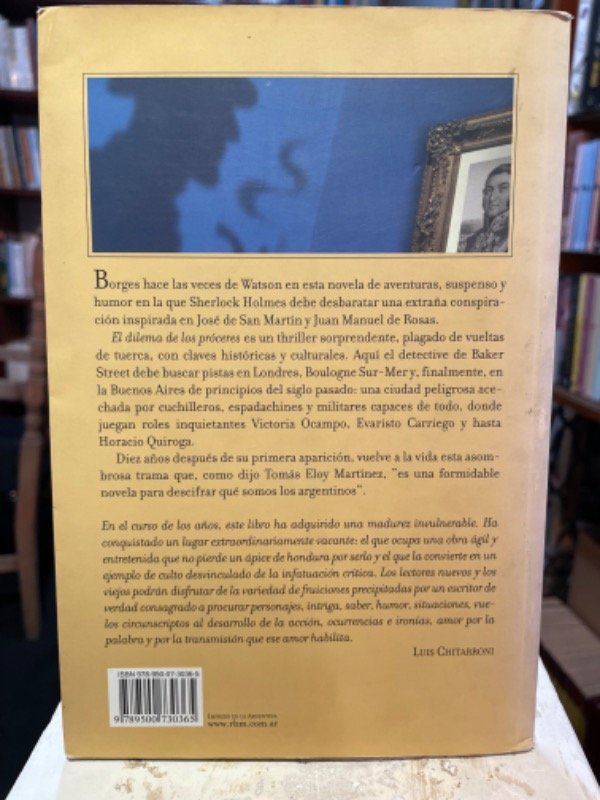 Borges hace las veces de Watson en esta novela de aventuras, suspenso y
humor en la que Sherlock Holmes debe desbaratar una extraña conspira-
ción inspirada en José de San Martín y Juan Manuel de Rosas.
El dilema de los próceres es un thriller sorprendente, plagado de vueltas
de tuerca, con claves históricas y culturales. Aquí el detective de Baker
Street debe buscar pistas en Londres, Boulogne Sur-Mer y, finalmente, en
la Buenos Aires de principios del siglo pasado: una ciudad peligrosa ace-
chada por cuchilleros, espadachines y militares capaces de todo, donde
juegan roles inquietantes Victoria Ocampo, Evaristo Carriego y hasta
Horacio Quiroga.
Diez años después de su primera aparición, vuelve a la vida esta asom-
brosa trama que, como dijo Tomás Eloy Martínez, "es una formidable
novela para descifrar qué somos los argentinos".
En el curso de los años, este libro ha adquirido una madurez invulnerable. Ha
conquistado un lugar extraordinariamente vacante: el que ocupa una obra ágil y
entretenida que no pierde un ápice de hondura por serlo y el que la convierte en un
ejemplo de culto desvinculado de la infatuación crítica. Los lectores nuevos y los
viejos podrán disfrutar de la variedad de fruiciones precipitadas por un escritor de
verdad consagrado a procurar personajes, intriga, saber, humor, situaciones, vue-
los circunscriptos al desarrollo de la acción, ocurrencias e ironías, amor por la
palabra y por la transmisión que ese amor habilita.
LUIS CHITARRONI
ISBN 978-950-07-3036-5
9789500730365
IMPRESO EN LA ARGENTINA
www.rhm.com.ar